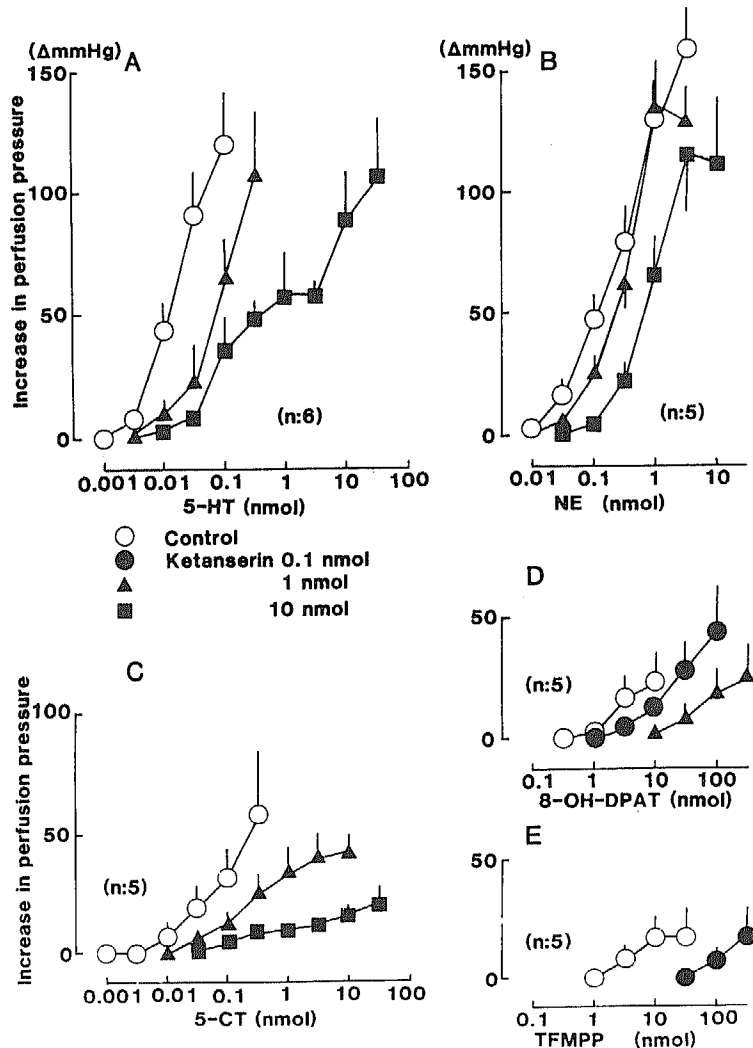 (ΔmmHg)
A
150
100
50
0
Increase in perfusion pressure
(n:6)
0.001 0.01 0.1 1 10 100
5-HT (nmol)
(ΔmmHg)
B
150
100
50
0
(n:5)
0.01 0.1 1 10
NE (nmol)
Control
Ketanserin 0.1 nmol
1 nmol
10 nmol
C
100
50
0
Increase in perfusion pressure
(n:5)
0.001 0.01 0.1 1 10 100
5-CT (nmol)
D
50
0
(n:5)
0.1 1 10 100
8-OH-DPAT (nmol)
E
50
0
(n:5)
0.1 1 10 100
TFMPP (nmol)